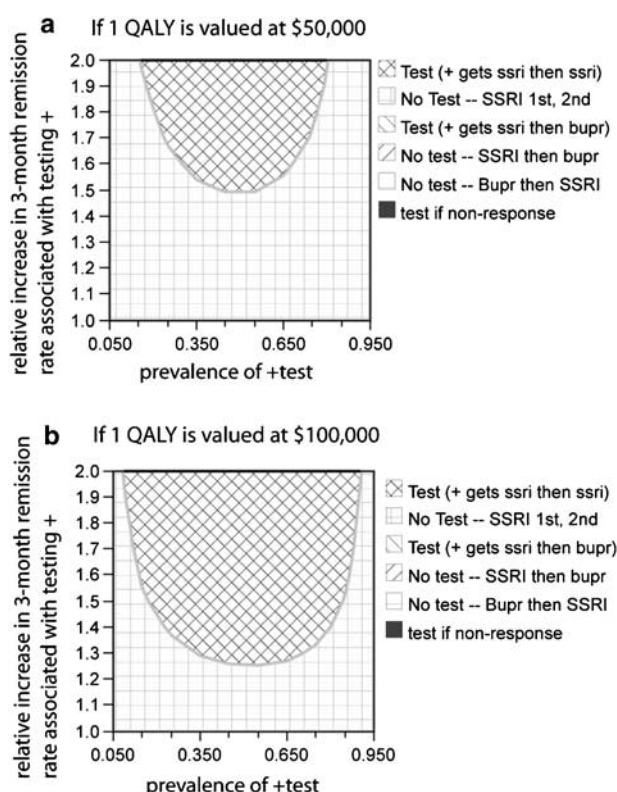 a If 1 QALY is valued at $50,000
relative increase in 3-month remission
rate associated with testing +
2.0
1.9
1.8
1.7
1.6
1.5
1.4
1.3
1.2
1.1
1.0
0.050 0.350 0.650 0.950
prevalence of +test
Test (+ gets ssri then ssri)
No Test -- SSRI 1st, 2nd
Test (+ gets ssri then bupr)
No test -- SSRI then bupr
No test -- Bupr then SSRI
test if non-response
b If 1 QALY is valued at $100,000
relative increase in 3-month remission
rate associated with testing +
2.0
1.9
1.8
1.7
1.6
1.5
1.4
1.3
1.2
1.1
1.0
0.050 0.350 0.650 0.950
prevalence of +test
Test (+ gets ssri then ssri)
No Test -- SSRI 1st, 2nd
Test (+ gets ssri then bupr)
No test -- SSRI then bupr
No test -- Bupr then SSRI
test if non-response